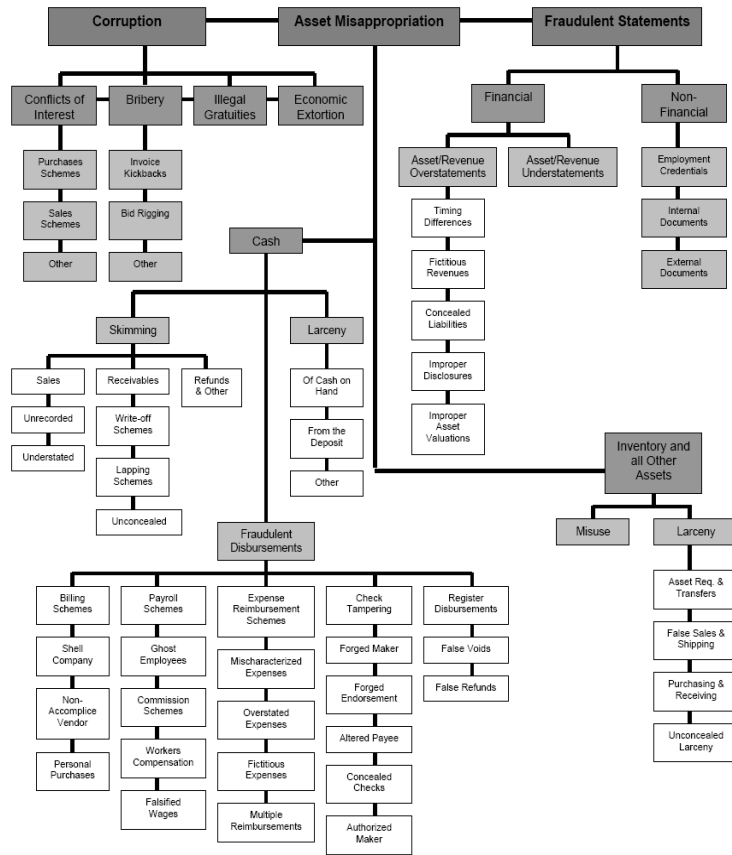 Corruption
Asset Misappropriation
Fraudulent Statements
Conflicts of
Interest
Bribery
Illegal
Gratuities
Economic
Extortion
Purchases
Schemes
Sales
Schemes
Other
Invoice
Kickbacks
Bid Rigging
Other
Financial
Non-
Financial
Asset/Revenue
Overstatements
Asset/Revenue
Understatements
Timing
Differences
Fictitious
Revenues
Concealed
Liabilities
Improper
Disclosures
Improper
Asset
Valuations
Employment
Credentials
Internal
Documents
External
Documents
Cash
Skimming
Larceny
Sales
Unrecorded
Understated
Receivables
Write-off
Schemes
Lapping
Schemes
Unconcealed
Refunds
& Other
Of Cash on
Hand
From the
Deposit
Other
Inventory and
all Other
Assets
Misuse
Larceny
Asset Req. &
Transfers
False Sales &
Shipping
Purchasing &
Receiving
Unconcealed
Larceny
Fraudulent
Disbursements
Billing
Schemes
Shell
Company
Non-
Accomplice
Vendor
Personal
Purchases
Payroll
Schemes
Ghost
Employees
Commission
Schemes
Workers
Compensation
Falsified
Wages
Expense
Reimbursement
Schemes
Mischaracterized
Expenses
Overstated
Expenses
Fictitious
Expenses
Multiple
Reimbursements
Check
Tampering
Forged Maker
Forged
Endorsement
Altered Payee
Concealed
Checks
Authorized
Maker
Register
Disbursements
False Voids
False Refunds